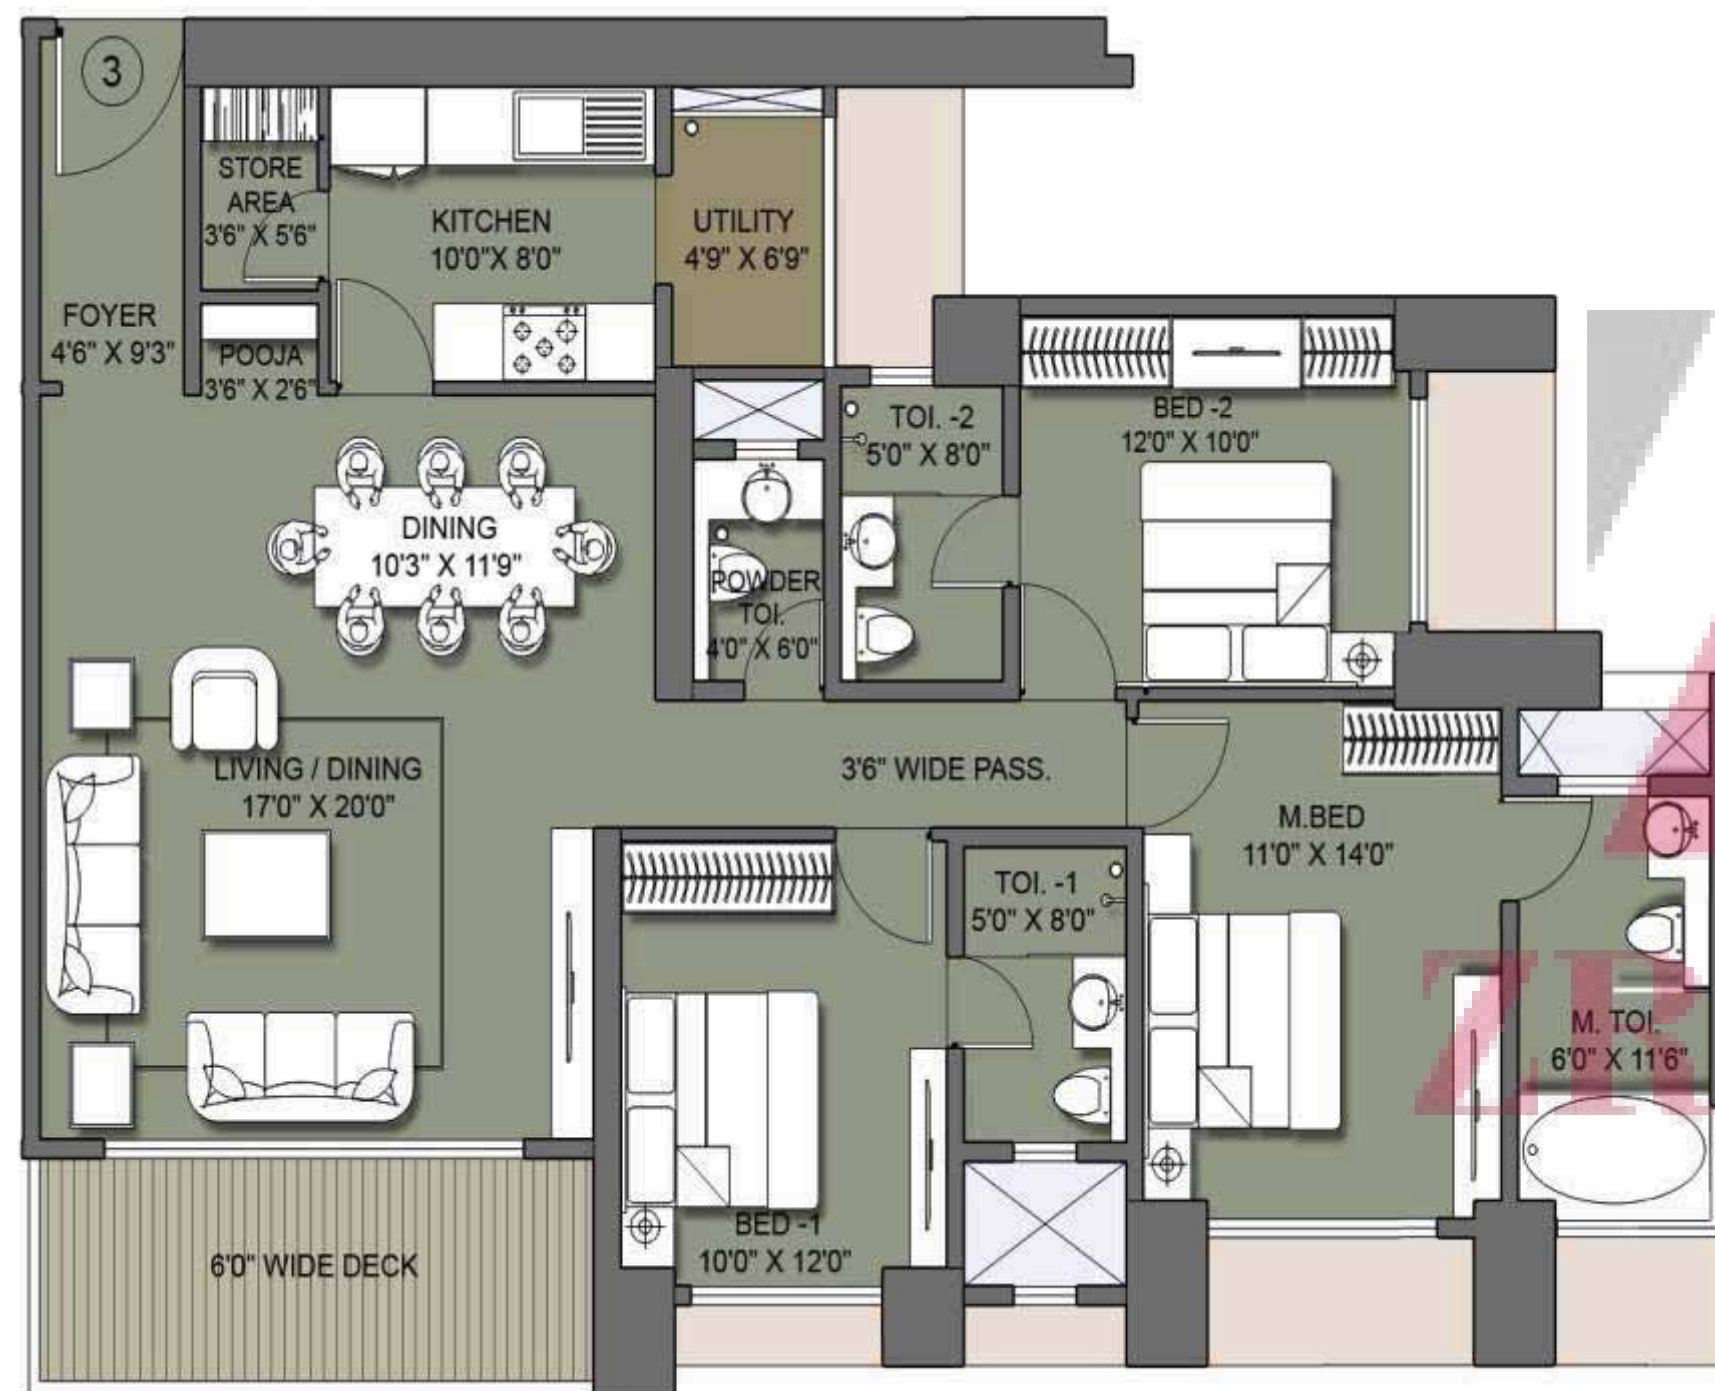 3
STORE
AREA
3'6" X 5'6"
KITCHEN
10'0"X 8'0"
UTILITY
4'9" X 6'9"
FOYER
4'6" X 9'3"
POOJA
3'6" X 2'6"
TOI. -2
5'0" X 8'0"
BED -2
12'0" X 10'0"
DINING
10'3" X 11'9"
POWDER
TOI.
4'0" X 6'0"
LIVING / DINING
17'0" X 20'0"
3'6" WIDE PASS.
M.BED
11'0" X 14'0"
TOI. -1
5'0" X 8'0"
M. TOI.
6'0" X 11'6"
BED -1
10'0" X 12'0"
6'0" WIDE DECK
ZR